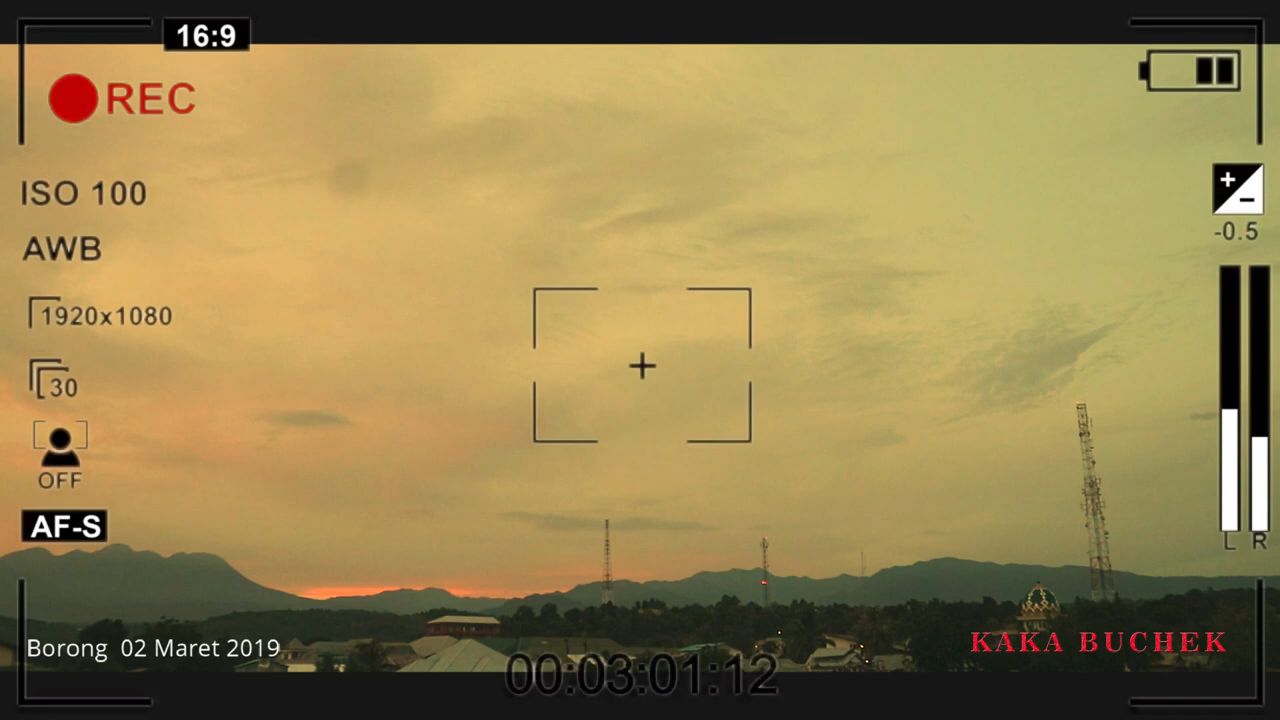 16:9
REC
ISO 100
AWB
1920x1080
30
OFF
AF-S
+
-
-0.5
L R
Borong 02 Maret 2019
KAKA BUCHEK
00:03:01:12